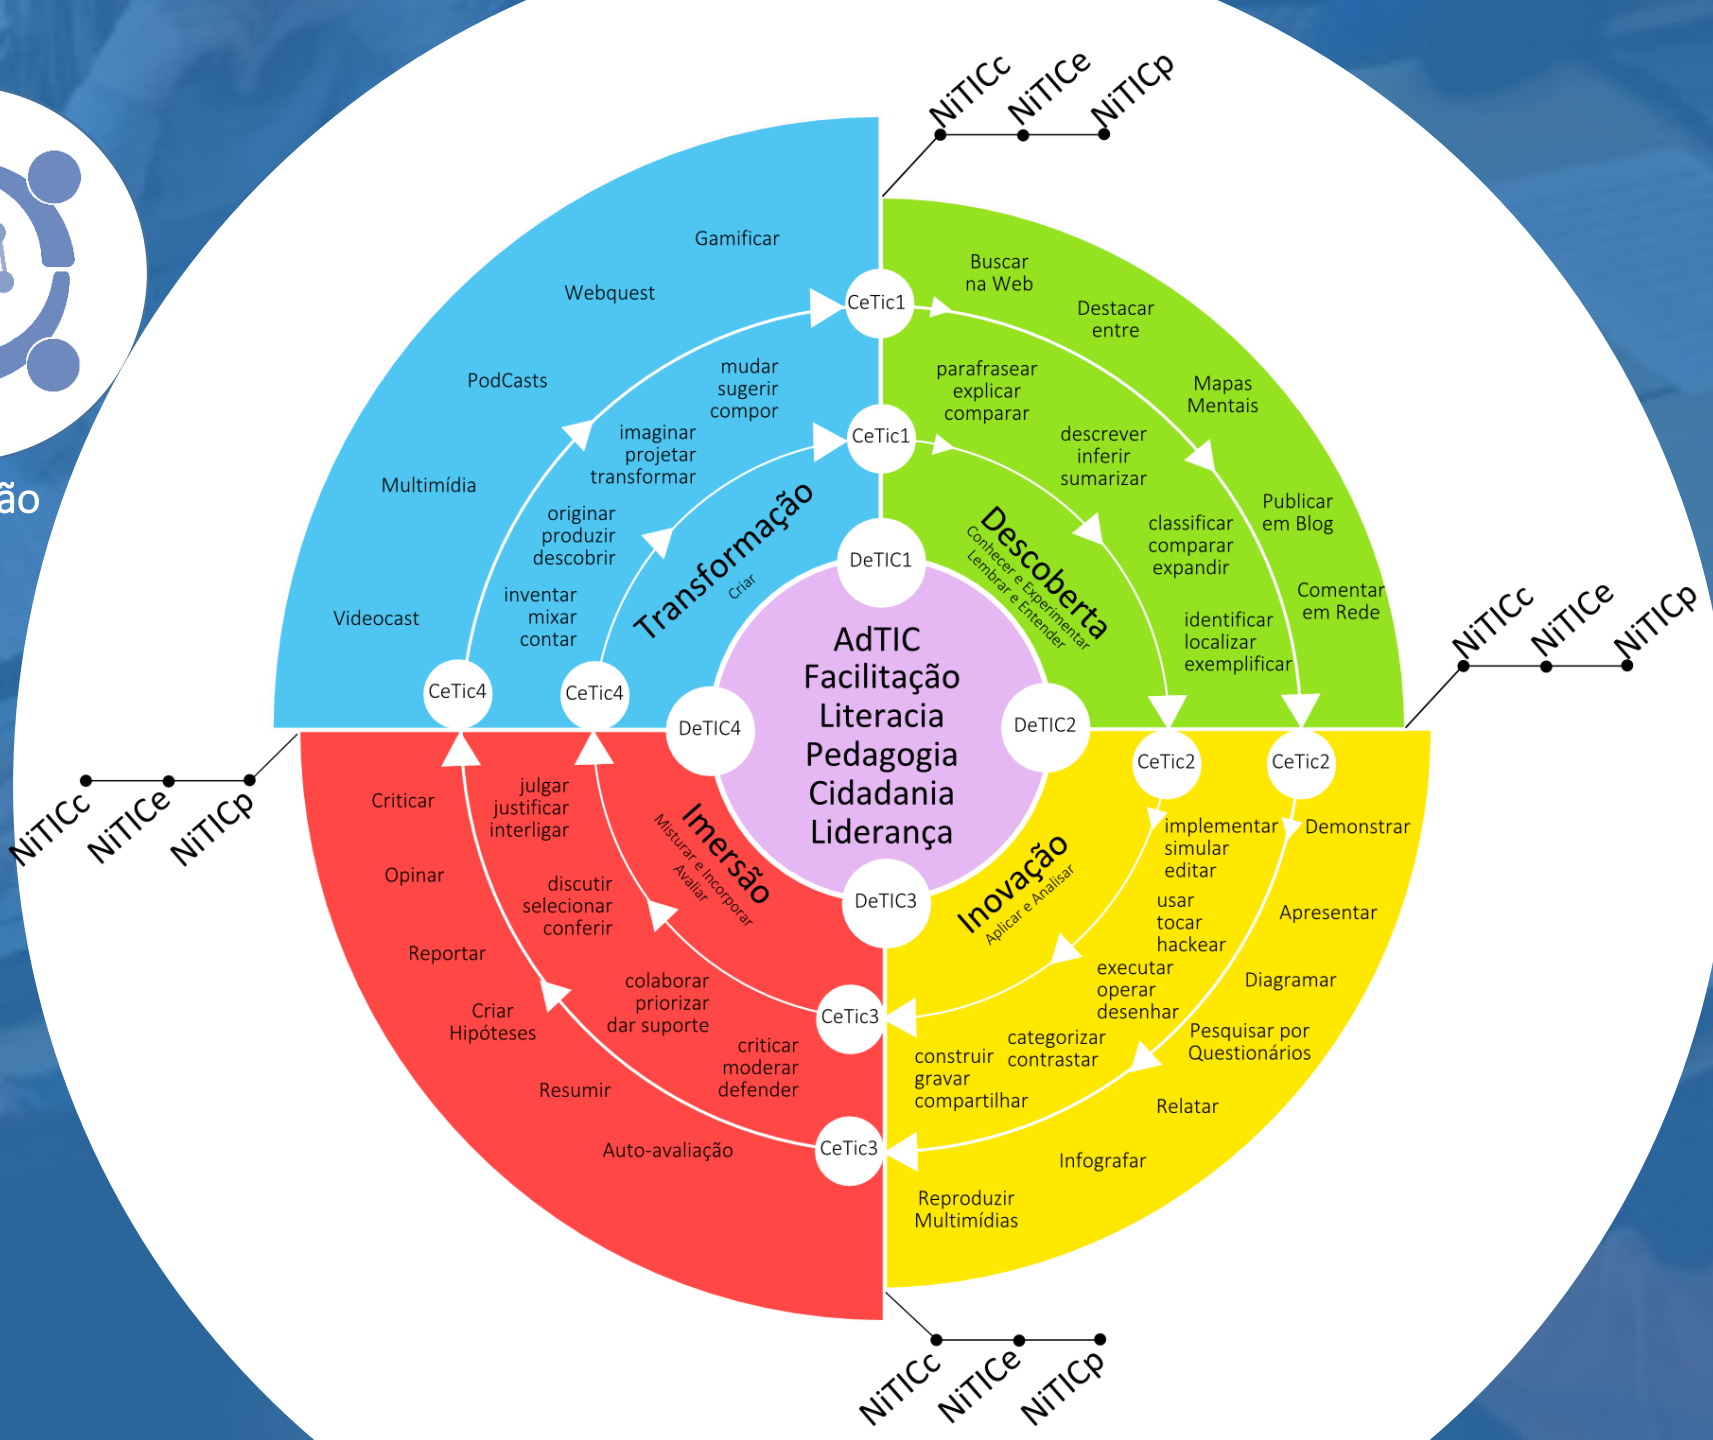 NiTICc
NiTICe
NiTICp
Gamificar
Webquest
PodCasts
Multimídia
Videocast
mudar
sugerir
compor
imaginar
projetar
transformar
originar
produzir
descobrir
inventar
mixar
contar
Transformação
Criar
CeTic1
CeTic1
DeTIC1
Buscar
na Web
Destacar
entre
Mapas
Mentais
Publicar
em Blog
Comentar
em Rede
parafrasear
explicar
comparar
descrever
inferir
sumarizar
classificar
comparar
expandir
identificar
localizar
exemplificar
Descoberta
Conhecer e Experimentar
Lembrar e Entender
NiTICc
NiTICe
NiTICp
ão
AdTIC
Facilitação
Literacia
Pedagogia
Cidadania
Liderança
CeTic4
CeTic4
DeTIC4
DeTIC2
CeTic2
CeTic2
NiTICc
NiTICe
NiTICp
Criticar
Opinar
Reportar
Criar
Hipóteses
Resumir
Auto-avaliação
julgar
justificar
interligar
discutir
selecionar
conferir
colaborar
priorizar
dar suporte
criticar
moderar
defender
Imersão
Misturar e Incorporar
Avaliar
DeTIC3
CeTic3
CeTic3
Inovação
Aplicar e Analisar
implementar
simular
editar
usar
tocar
hackear
executar
operar
desenhar
categorizar
contrastar
construir
gravar
compartilhar
Demonstrar
Apresentar
Diagramar
Pesquisar por
Questionários
Relatar
Infografar
Reproduzir
Multimídias
NiTICc
NiTICe
NiTICp